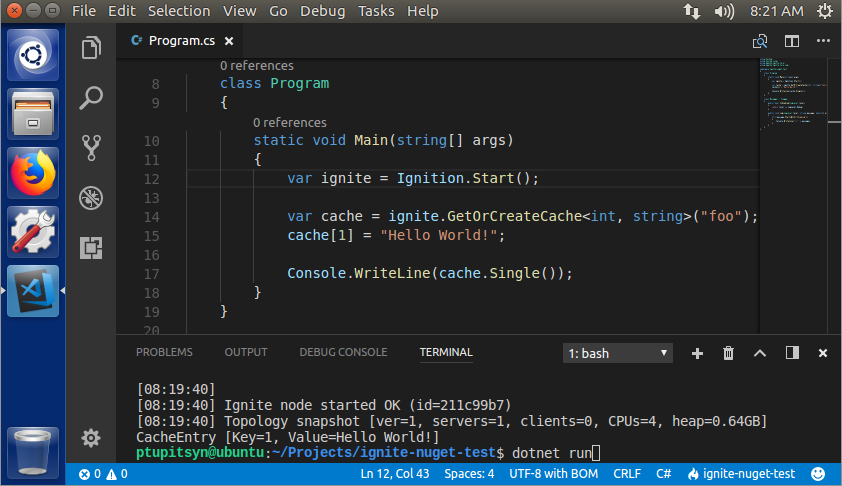 File Edit Selection View Go Debug Tasks Help 8:21 AM
C# Program.cs
0 references
8 class Program
9 {
0 references
10 static void Main(string[] args)
11 {
12 var ignite = Ignition.Start();
13
14 var cache = ignite.GetOrCreateCache<int, string>("foo");
15 cache[1] = "Hello World!";
16
17 Console.WriteLine(cache.Single());
18 }
19 }
20
PROBLEMS OUTPUT DEBUG CONSOLE TERMINAL 1: bash
[08:19:40]
[08:19:40] Ignite node started OK (id=211c99b7)
[08:19:40] Topology snapshot [ver=1, servers=1, clients=0, CPUs=4, heap=0.64GB]
CacheEntry [Key=1, Value=Hello World!]
ptupitsyn@ubuntu:~/Projects/ignite-nuget-test$ dotnet run
0 0 Ln 12, Col 43 Spaces: 4 UTF-8 with BOM CRLF C# ignite-nuget-test